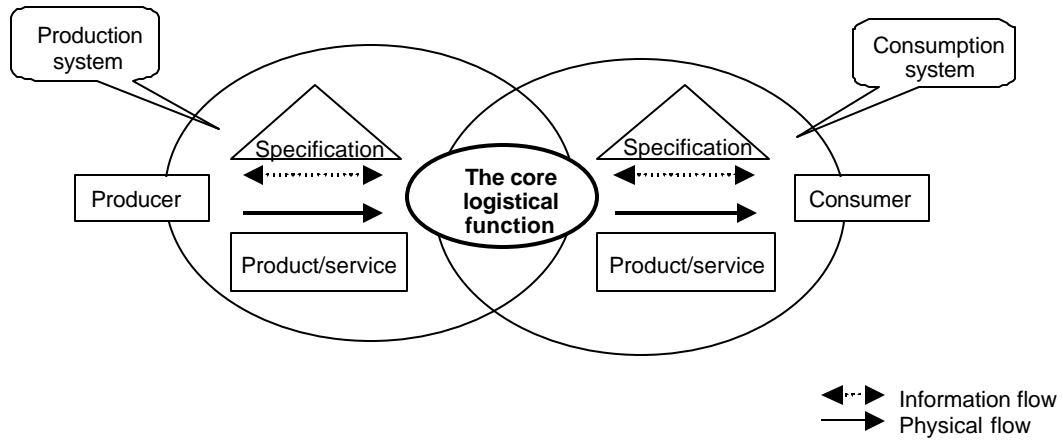 Production
system
Consumption
system
Specification
Specification
Producer
The core
logistical
function
Consumer
Product/service
Product/service
Information flow
Physical flow